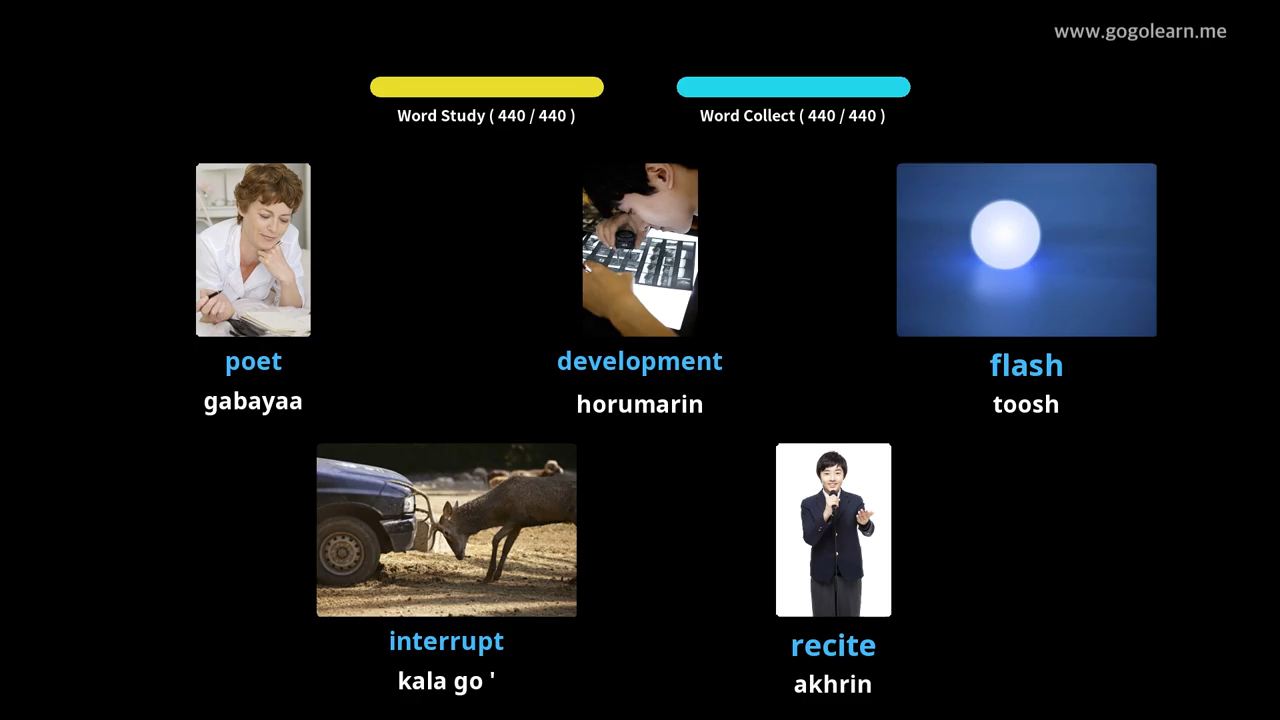 www.gogolearn.me
Word Study ( 440 / 440 )
Word Collect ( 440 / 440 )
poet
gabayaa
development
horumarin
flash
toosh
interrupt
kala go '
recite
akhrin